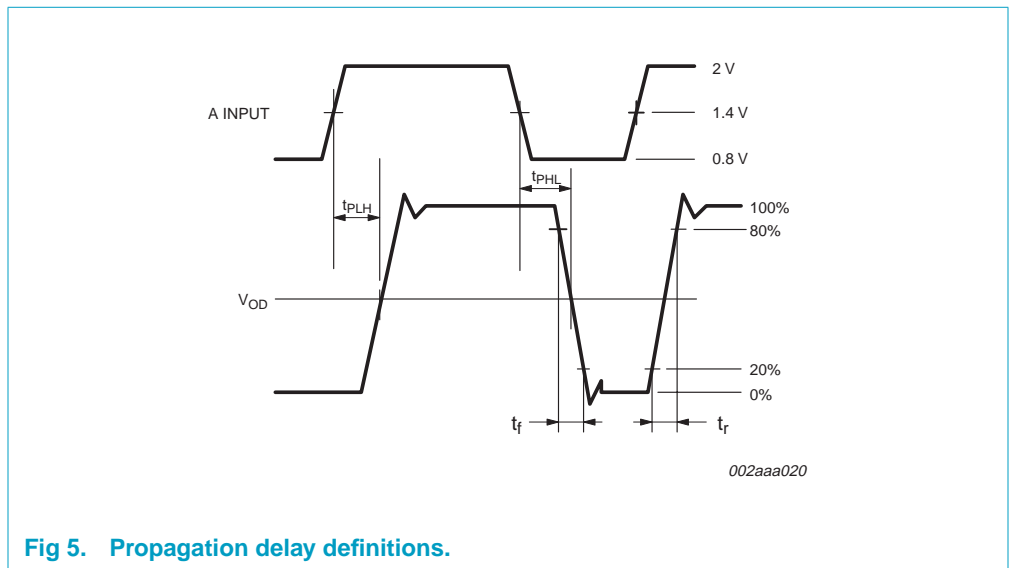 2 V
A INPUT
1.4 V
0.8 V
tPHL
tPLH
100%
80%
VOD
20%
0%
tf
tr
002aaa020
Fig 5. Propagation delay definitions.